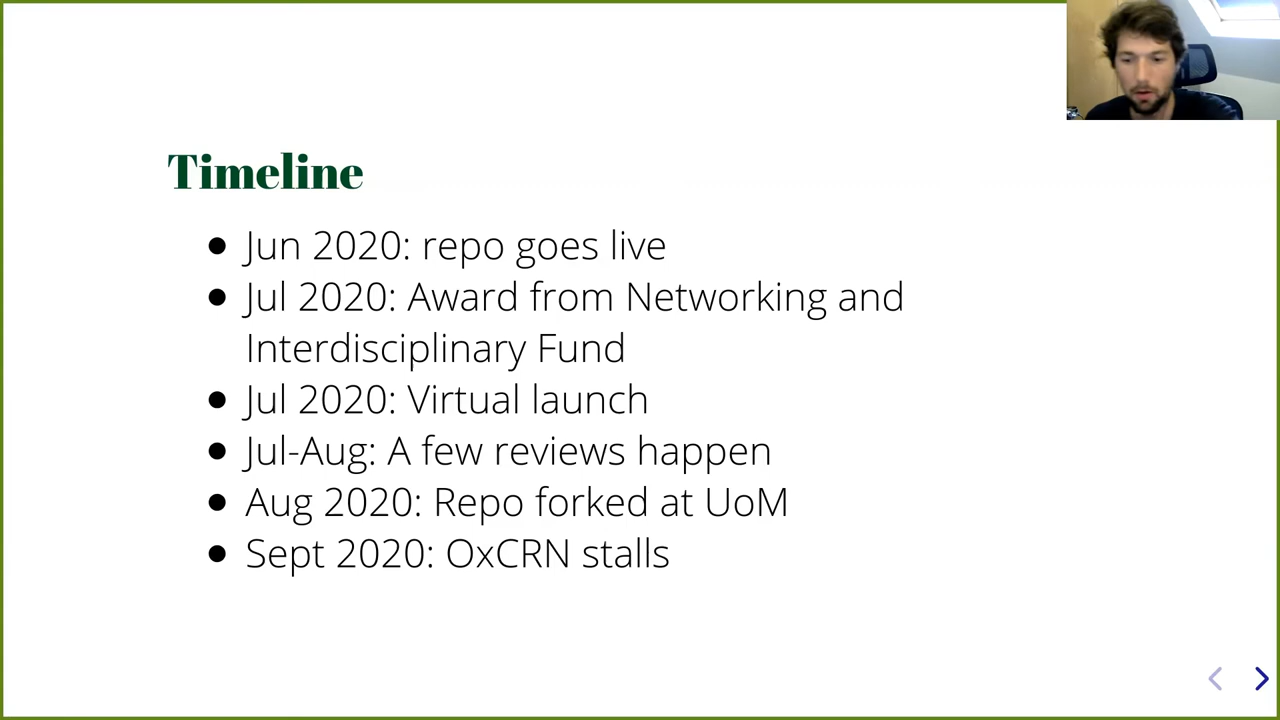 Timeline
● Jun 2020: repo goes live
● Jul 2020: Award from Networking and
Interdisciplinary Fund
● Jul 2020: Virtual launch
● Jul-Aug: A few reviews happen
● Aug 2020: Repo forked at UoM
● Sept 2020: OxCRN stalls